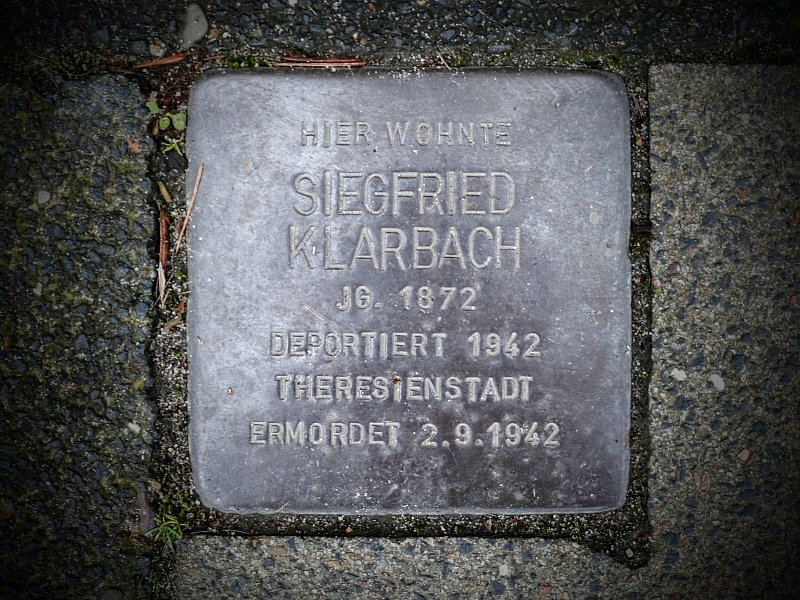 HIER WOHNTE
SIEGFRIED
KLARBACH
JG. 1872
DEPORTIERT 1942
THERESIENSTADT
ERMORDET 2.9.1942